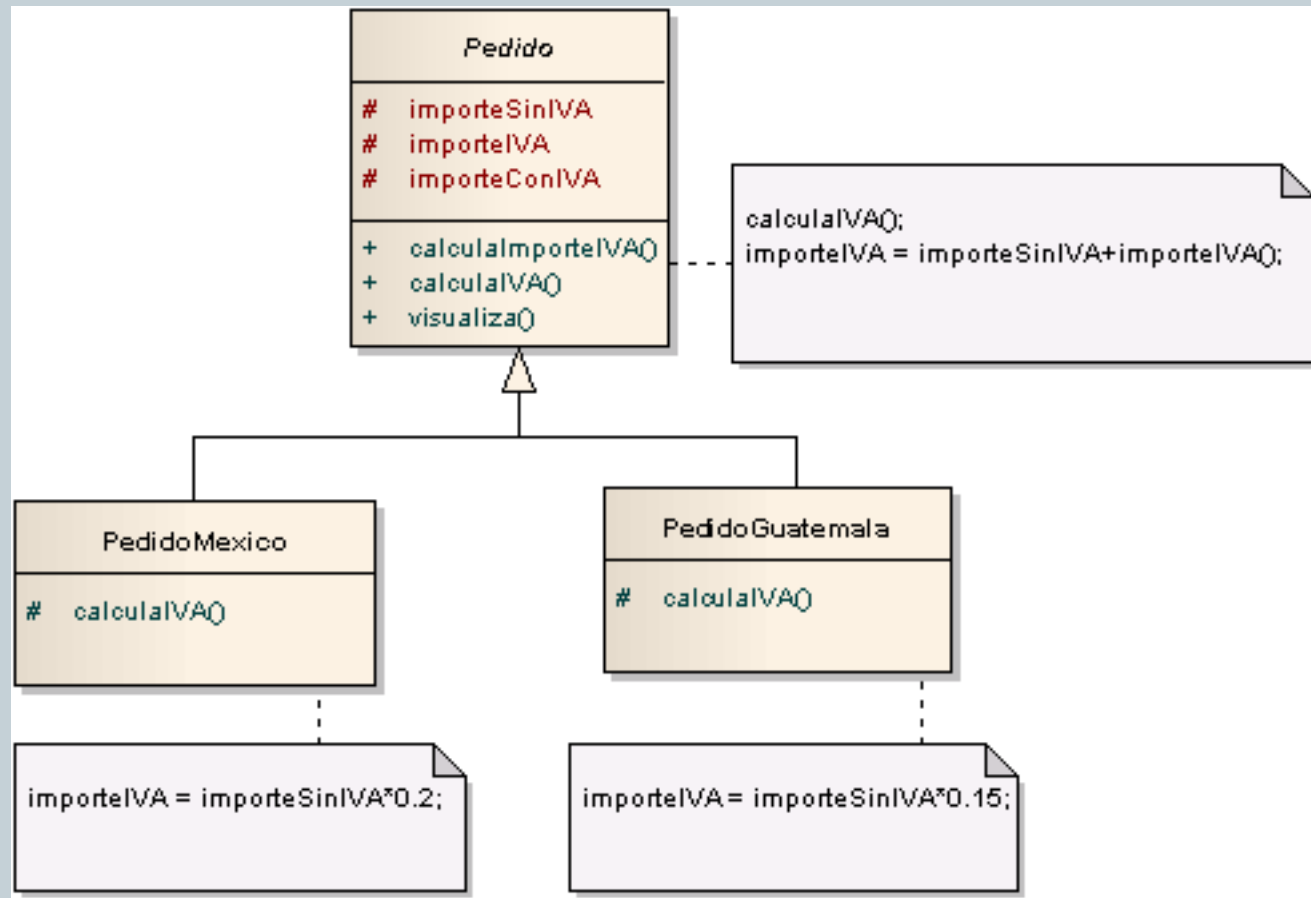 Pedido
# importeSinIVA
# importeIVA
# importeConIVA
+ calculaImporteIVA()
+ calculaIVA()
+ visualiza()
calculaIVA();
importeIVA = importeSinIVA+importeIVA();
PedidoMexico
# calculaIVA()
PedidoGuatemala
# calculaIVA()
importeIVA = importeSinIVA*0.2;
importeIVA = importeSinIVA*0.15;